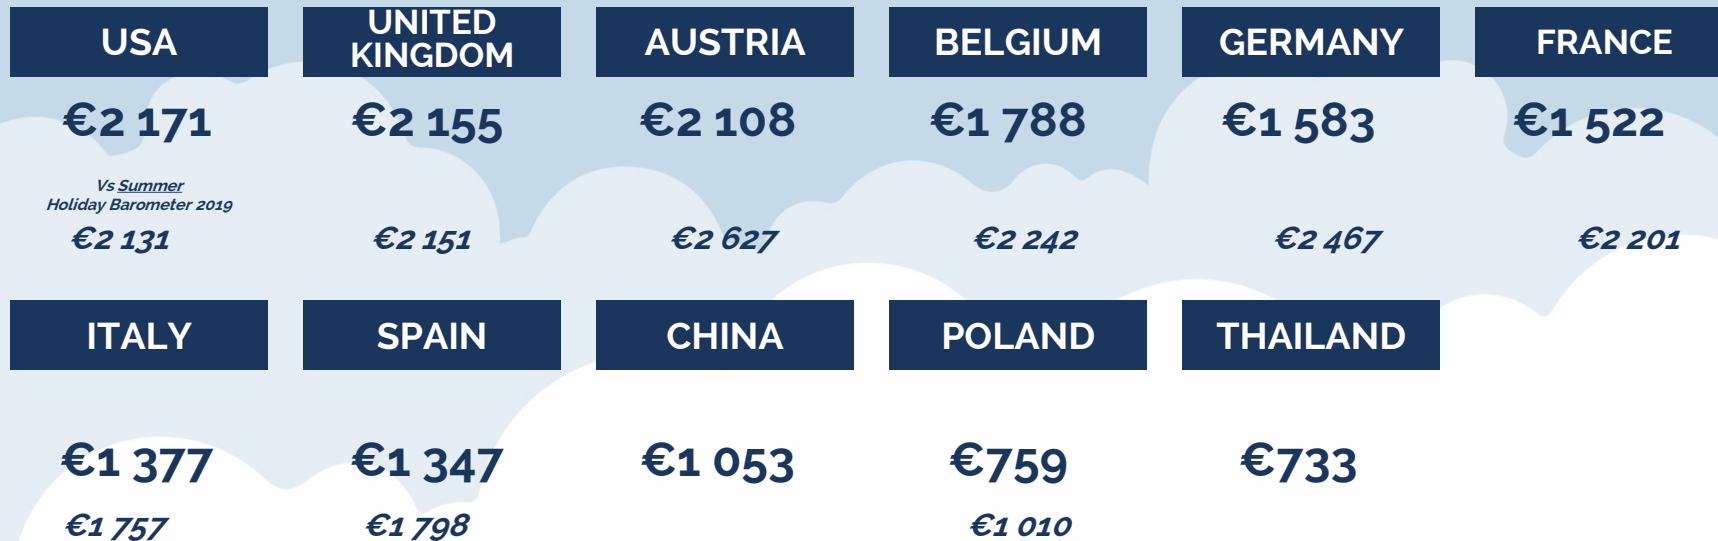 USA
UNITED
KINGDOM
AUSTRIA
BELGIUM
GERMANY
FRANCE
€2 171
€2 155
€2 108
€1 788
€1 583
€1 522
Vs Summer
Holiday Barometer 2019
€2 131
€2 151
€2 627
€2 242
€2 467
€2 201
ITALY
SPAIN
CHINA
POLAND
THAILAND
€1 377
€1 347
€1 053
€759
€733
€1 757
€1 798
€1 010